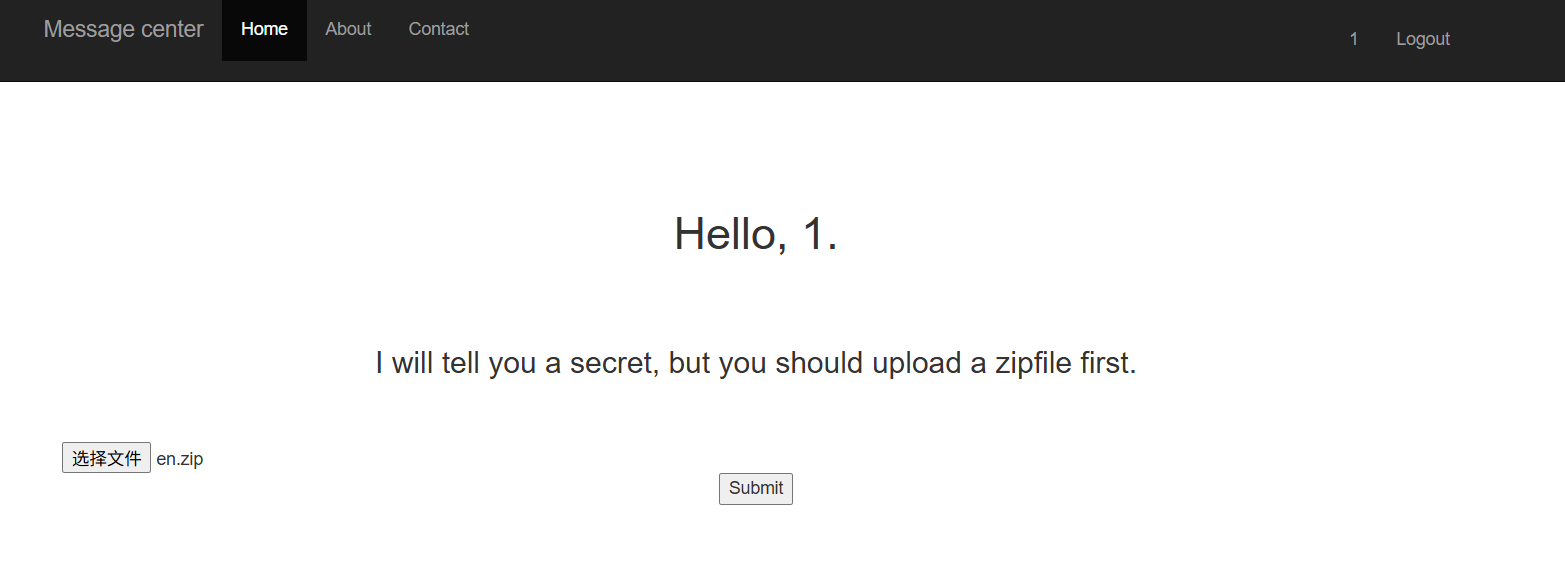 Message center Home About Contact 1 Logout
Hello, 1.
I will tell you a secret, but you should upload a zipfile first.
选择文件 en.zip
Submit